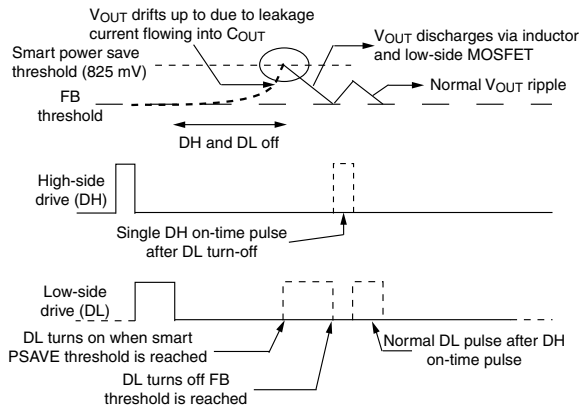 VOUT drifts up to due to leakage
current flowing into COUT
Smart power save
threshold (825 mV)
FB
threshold
VOUT discharges via inductor
and low-side MOSFET
Normal VOUT ripple
DH and DL off
High-side
drive (DH)
Single DH on-time pulse
after DL turn-off
Low-side
drive (DL)
DL turns on when smart
PSAVE threshold is reached
Normal DL pulse after DH
on-time pulse
DL turns off FB
threshold is reached